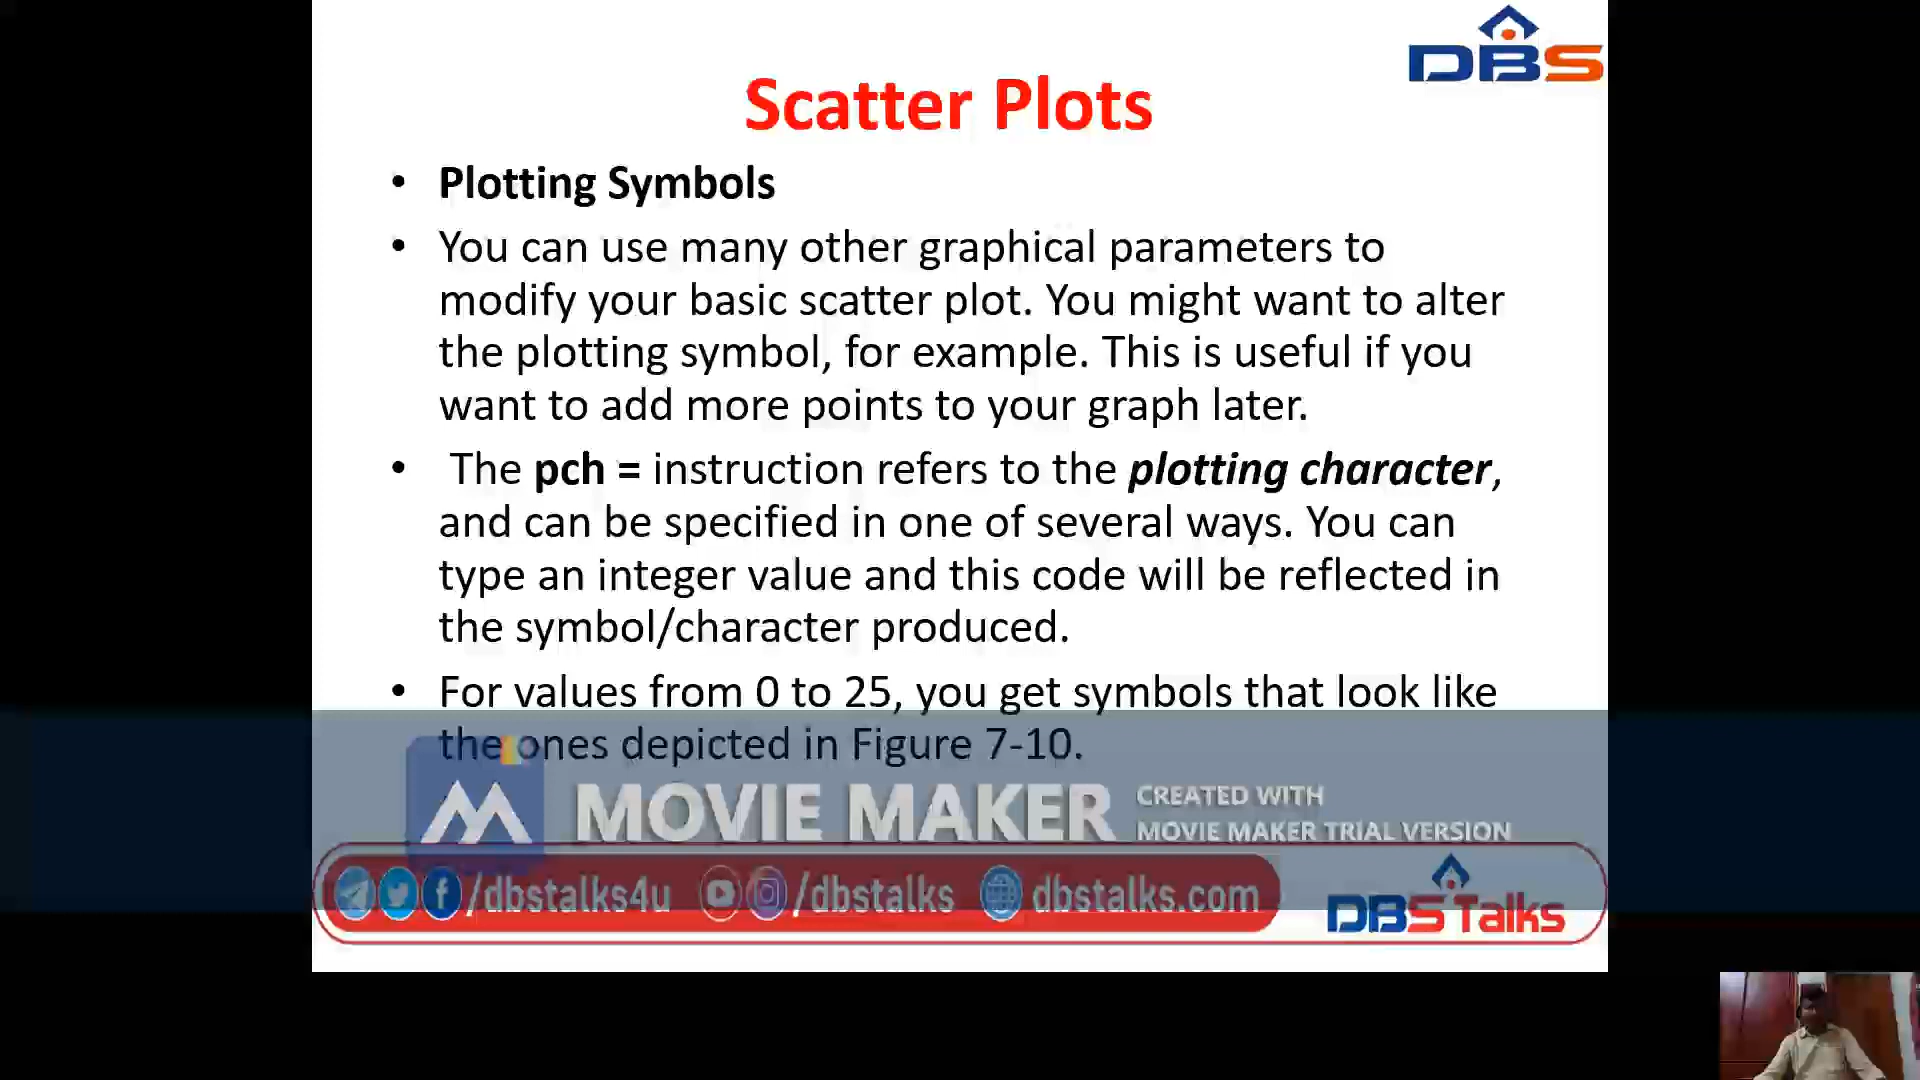 DBS
Scatter Plots
• Plotting Symbols
• You can use many other graphical parameters to
modify your basic scatter plot. You might want to alter
the plotting symbol, for example. This is useful if you
want to add more points to your graph later.
• The pch = instruction refers to the plotting character,
and can be specified in one of several ways. You can
type an integer value and this code will be reflected in
the symbol/character produced.
• For values from 0 to 25, you get symbols that look like
the ones depicted in Figure 7-10.
MOVIE MAKER
CREATED WITH
MOVIE MAKER TRIAL VERSION
/dbstalks4u /dbstalks dbstalks.com
DBS Talks